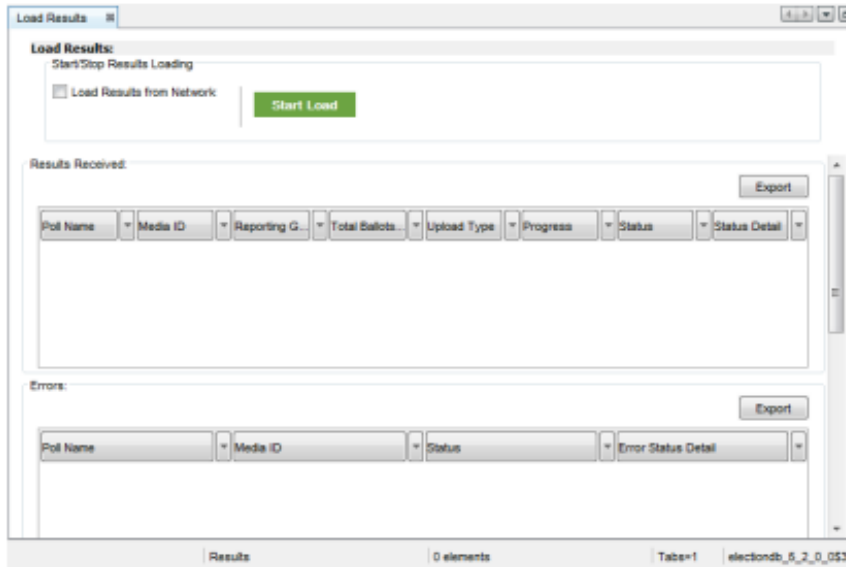 Load Results
Load Results:
Start/Stop Results Loading
Load Results from Network
Start Load
Results Received:
Export
Poll Name Media ID Reporting G... Total Ballots... Upload Type Progress Status Status Detail
Errors:
Export
Poll Name Media ID Status Error Status Detail
Results 0 elements Tabs=1